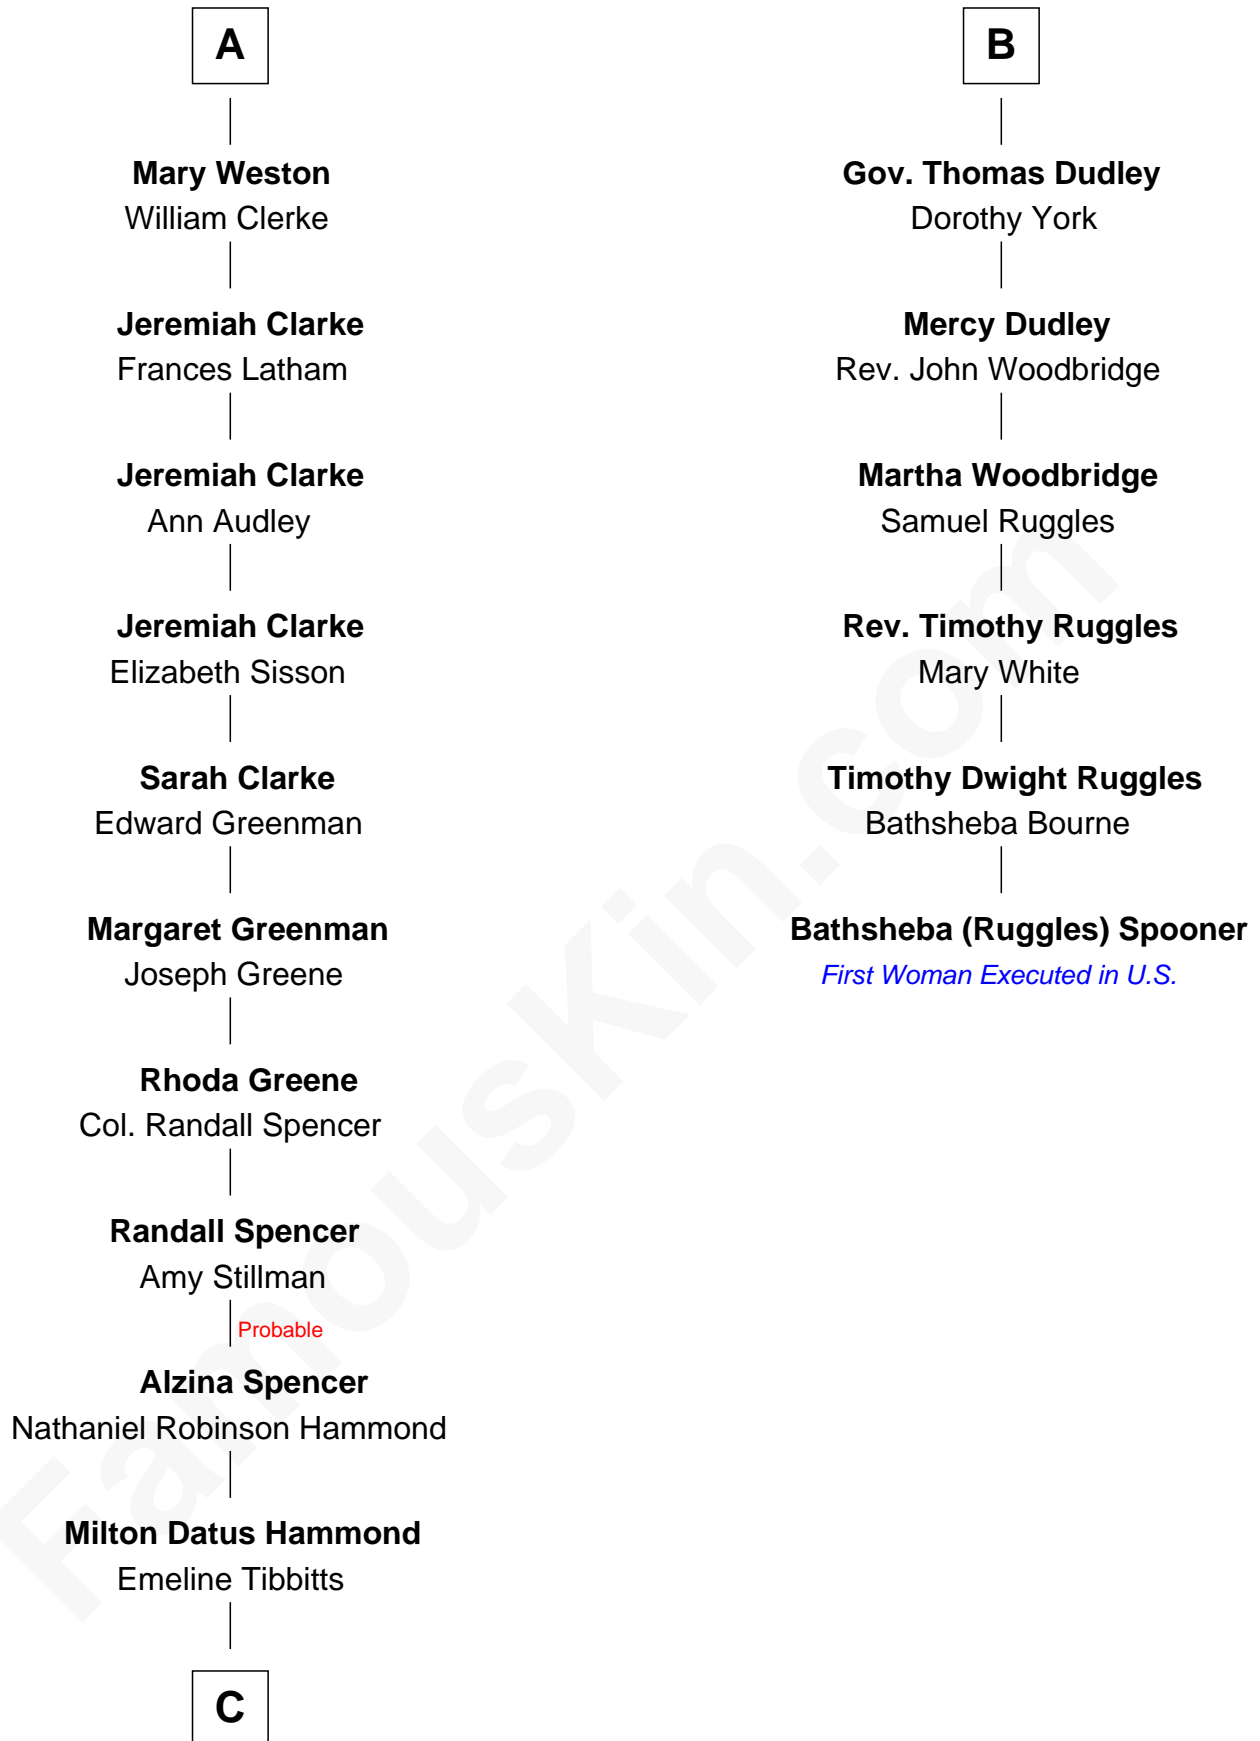 A
Mary Weston
William Clerke
Jeremiah Clarke
Frances Latham
Jeremiah Clarke
Ann Audley
Jeremiah Clarke
Elizabeth Sisson
Sarah Clarke
Edward Greenman
Margaret Greenman
Joseph Greene
Rhoda Greene
Col. Randall Spencer
Randall Spencer
Amy Stillman
Probable
Alzina Spencer
Nathaniel Robinson Hammond
Milton Datus Hammond
Emeline Tibbitts
C
B
Gov. Thomas Dudley
Dorothy York
Mercy Dudley
Rev. John Woodbridge
Martha Woodbridge
Samuel Ruggles
Rev. Timothy Ruggles
Mary White
Timothy Dwight Ruggles
Bathsheba Bourne
Bathsheba (Ruggles) Spooner
First Woman Executed in U.S.
FamousKin.com